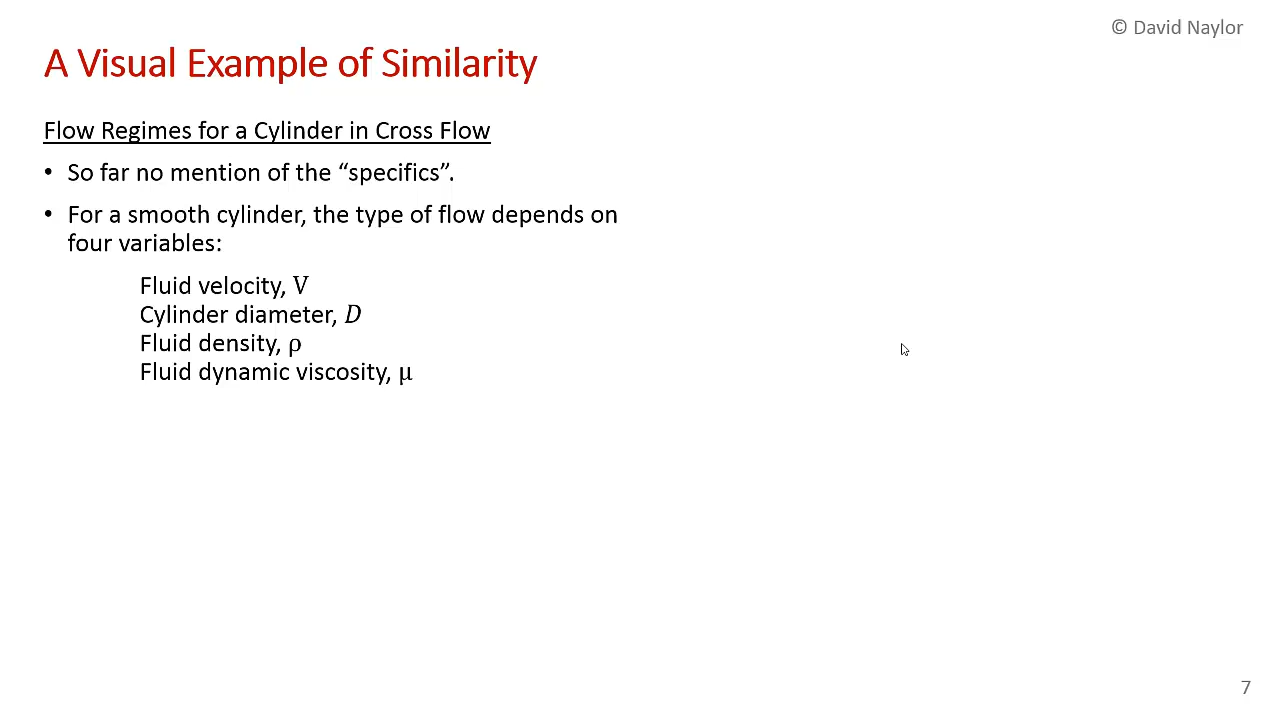 © David Naylor
A Visual Example of Similarity
Flow Regimes for a Cylinder in Cross Flow
• So far no mention of the “specifics”.
• For a smooth cylinder, the type of flow depends on
four variables:
Fluid velocity, V
Cylinder diameter, D
Fluid density, ρ
Fluid dynamic viscosity, μ
7